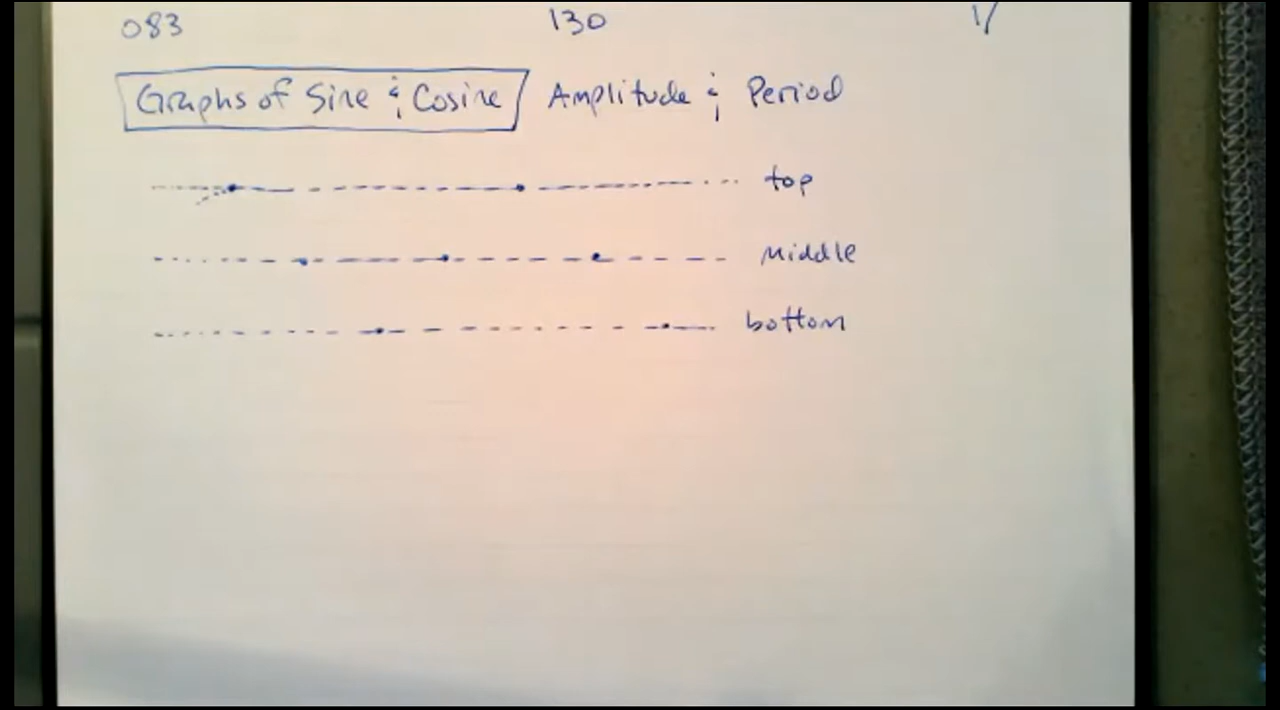 083 130 1/
Graphs of Sine & Cosine Amplitude & Period
top
middle
bottom